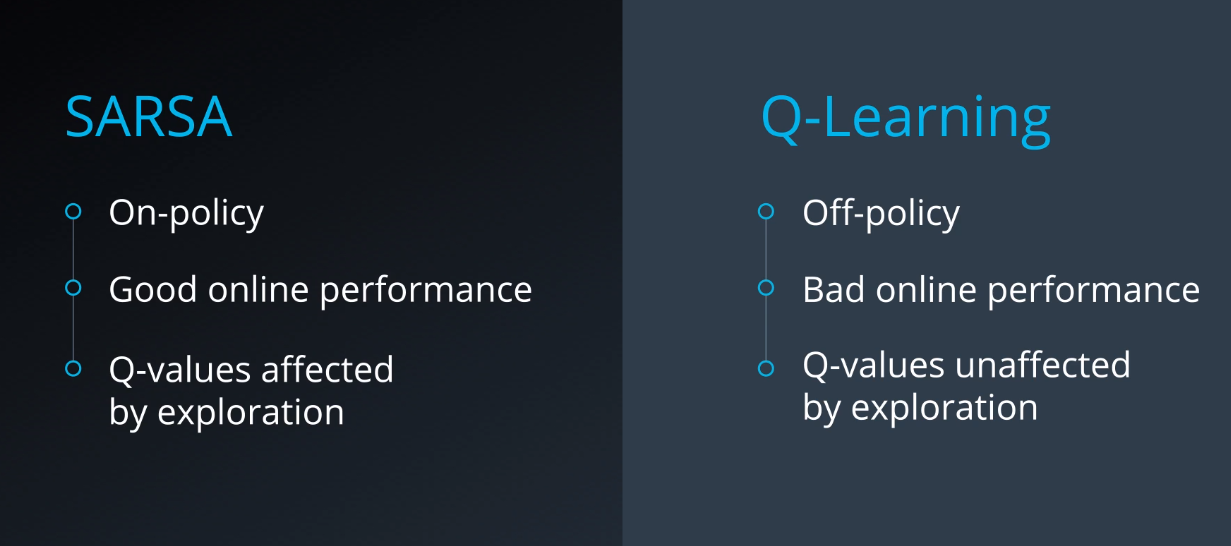 SARSA
On-policy
Good online performance
Q-values affected
by exploration
Q-Learning
Off-policy
Bad online performance
Q-values unaffected
by exploration